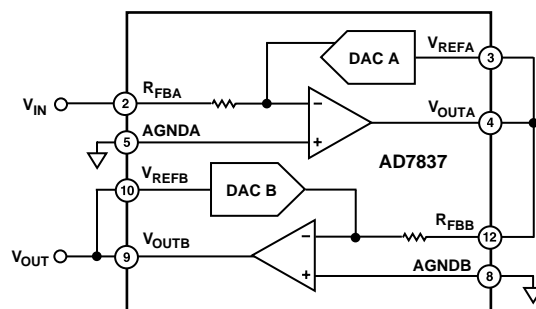 DAC A
VREFA
3
VIN
2
RFBA
−
VOUTA
4
5
AGNDA
+
AD7837
VREFB
10
DAC B
RFBB
12
VOUT
9
VOUTB
−
AGNDB
8
+